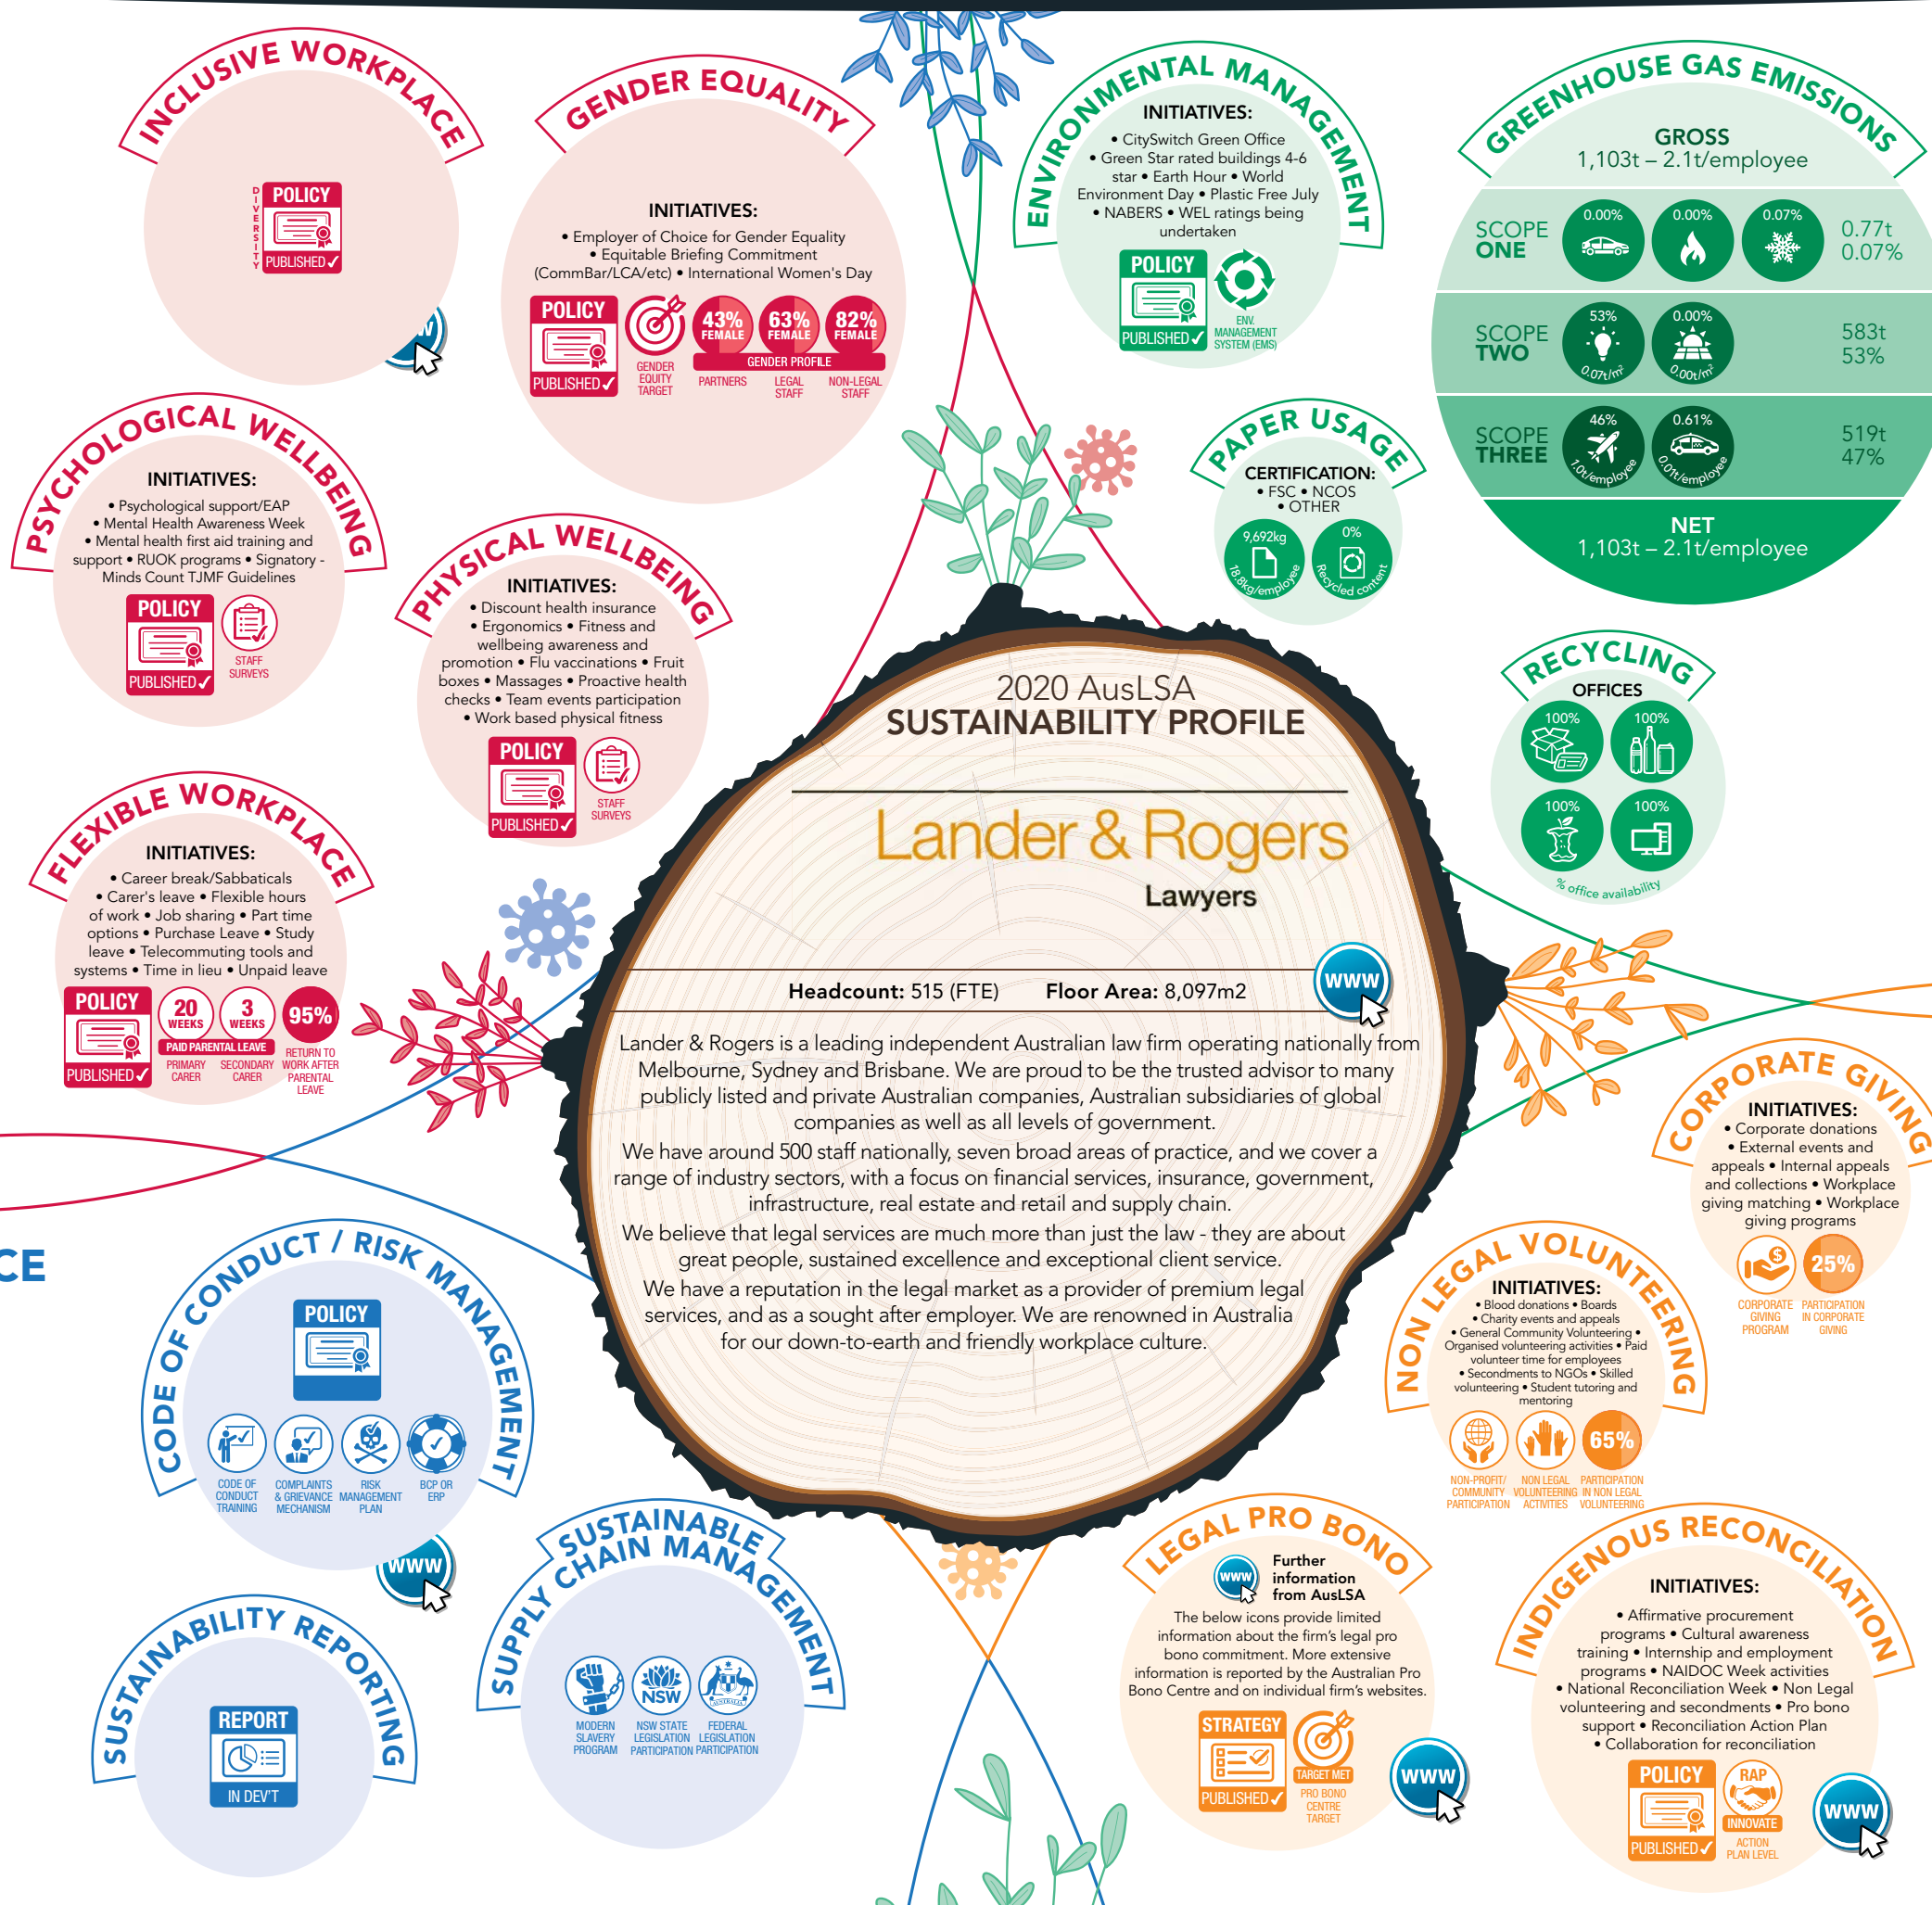 INCLUSIVE WORKPLACE
DIVERSITY
POLICY
PUBLISHED ✓
GENDER EQUALITY
INITIATIVES:
• Employer of Choice for Gender Equality
• Equitable Briefing Commitment
(CommBar/LCA/etc) • International Women's Day
POLICY
PUBLISHED ✓
GENDER
EQUITY
TARGET
43%
FEMALE
63%
FEMALE
82%
FEMALE
GENDER PROFILE
PARTNERS
LEGAL
STAFF
NON-LEGAL
STAFF
ENVIRONMENTAL MANAGEMENT
INITIATIVES:
• CitySwitch Green Office
• Green Star rated buildings 4-6
star • Earth Hour • World
Environment Day • Plastic Free July
• NABERS • WEL ratings being
undertaken
POLICY
PUBLISHED ✓
ENV.
MANAGEMENT
SYSTEM (EMS)
GREENHOUSE GAS EMISSIONS
GROSS
1,103t – 2.1t/employee
SCOPE
ONE
0.00%
0.00%
0.07%
0.77t
0.07%
SCOPE
TWO
53%
0.07t/m²
0.00%
0.00t/m²
583t
53%
SCOPE
THREE
46%
1.0t/employee
0.61%
0.01t/employee
519t
47%
NET
1,103t – 2.1t/employee
PSYCHOLOGICAL WELLBEING
INITIATIVES:
• Psychological support/EAP
• Mental Health Awareness Week
• Mental health first aid training and
support • RUOK programs • Signatory -
Minds Count TJMF Guidelines
POLICY
PUBLISHED ✓
STAFF
SURVEYS
PHYSICAL WELLBEING
INITIATIVES:
• Discount health insurance
• Ergonomics • Fitness and
wellbeing awareness and
promotion • Flu vaccinations • Fruit
boxes • Massages • Proactive health
checks • Team events participation
• Work based physical fitness
POLICY
PUBLISHED ✓
STAFF
SURVEYS
PAPER USAGE
CERTIFICATION:
• FSC • NCOS
• OTHER
9,692kg
18.8kg/employee
0%
Recycled content
RECYCLING
OFFICES
100%
100%
100%
100%
% office availability
FLEXIBLE WORKPLACE
INITIATIVES:
• Career break/Sabbaticals
• Carer's leave • Flexible hours
of work • Job sharing • Part time
options • Purchase Leave • Study
leave • Telecommuting tools and
systems • Time in lieu • Unpaid leave
POLICY
PUBLISHED ✓
20
WEEKS
3
WEEKS
PAID PARENTAL LEAVE
PRIMARY
CARER
SECONDARY
CARER
95%
RETURN TO
WORK AFTER
PARENTAL
LEAVE
2020 AusLSA
SUSTAINABILITY PROFILE
Lander & Rogers
Lawyers
www
Headcount: 515 (FTE) Floor Area: 8,097m2
Lander & Rogers is a leading independent Australian law firm operating nationally from
Melbourne, Sydney and Brisbane. We are proud to be the trusted advisor to many
publicly listed and private Australian companies, Australian subsidiaries of global
companies as well as all levels of government.
We have around 500 staff nationally, seven broad areas of practice, and we cover a
range of industry sectors, with a focus on financial services, insurance, government,
infrastructure, real estate and retail and supply chain.
We believe that legal services are much more than just the law - they are about
great people, sustained excellence and exceptional client service.
We have a reputation in the legal market as a provider of premium legal
services, and as a sought after employer. We are renowned in Australia
for our down-to-earth and friendly workplace culture.
CORPORATE GIVING
INITIATIVES:
• Corporate donations
• External events and
appeals • Internal appeals
and collections • Workplace
giving matching • Workplace
giving programs
CORPORATE
GIVING
PROGRAM
25%
PARTICIPATION
IN CORPORATE
GIVING
NON LEGAL VOLUNTEERING
INITIATIVES:
• Blood donations • Boards
• Charity events and appeals
• General Community Volunteering •
Organised volunteering activities • Paid
volunteer time for employees
• Secondments to NGOs • Skilled
volunteering • Student tutoring and
mentoring
NON-PROFIT/
COMMUNITY
PARTICIPATION
NON LEGAL
VOLUNTEERING
ACTIVITIES
65%
PARTICIPATION
IN NON LEGAL
VOLUNTEERING
CE
CODE OF CONDUCT / RISK MANAGEMENT
POLICY
CODE OF
CONDUCT
TRAINING
COMPLAINTS
& GRIEVANCE
MECHANISM
RISK
MANAGEMENT
PLAN
BCP OR
ERP
www
SUSTAINABILITY REPORTING
REPORT
IN DEV'T
SUSTAINABLE
SUPPLY CHAIN MANAGEMENT
MODERN
SLAVERY
PROGRAM
NSW
NSW STATE
LEGISLATION
PARTICIPATION
AUSTRALIA
FEDERAL
LEGISLATION
PARTICIPATION
LEGAL PRO BONO
www
Further
information
from AusLSA
The below icons provide limited
information about the firm's legal pro
bono commitment. More extensive
information is reported by the Australian Pro
Bono Centre and on individual firm's websites.
STRATEGY
PUBLISHED ✓
TARGET MET
PRO BONO
CENTRE
TARGET
www
INDIGENOUS RECONCILIATION
INITIATIVES:
• Affirmative procurement
programs • Cultural awareness
training • Internship and employment
programs • NAIDOC Week activities
• National Reconciliation Week • Non Legal
volunteering and secondments • Pro bono
support • Reconciliation Action Plan
• Collaboration for reconciliation
POLICY
PUBLISHED ✓
RAP
INNOVATE
ACTION
PLAN LEVEL
www